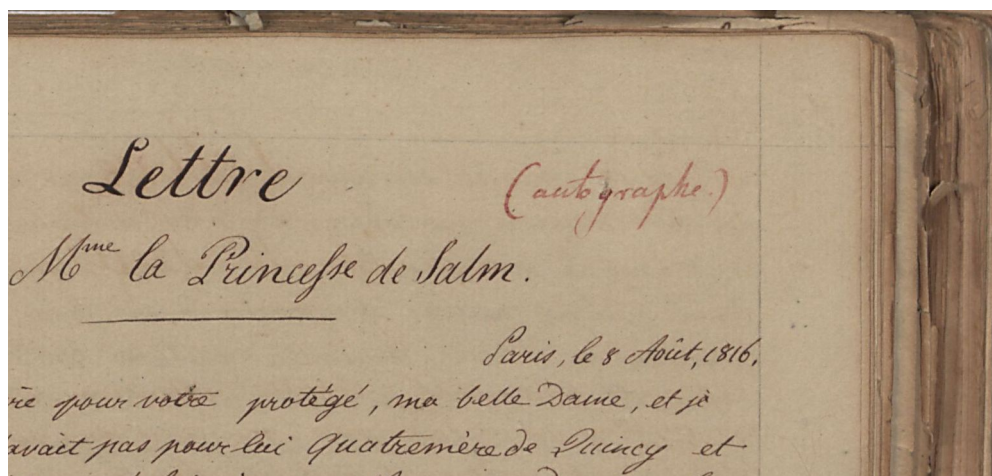 Lettre (autographe.)
Mme la Princesse de Salm.
Paris, le 8 Août, 1816.
pour votre protégé, ma belle Dame, et je
avait pas pour lui Quatremère de Quincy et